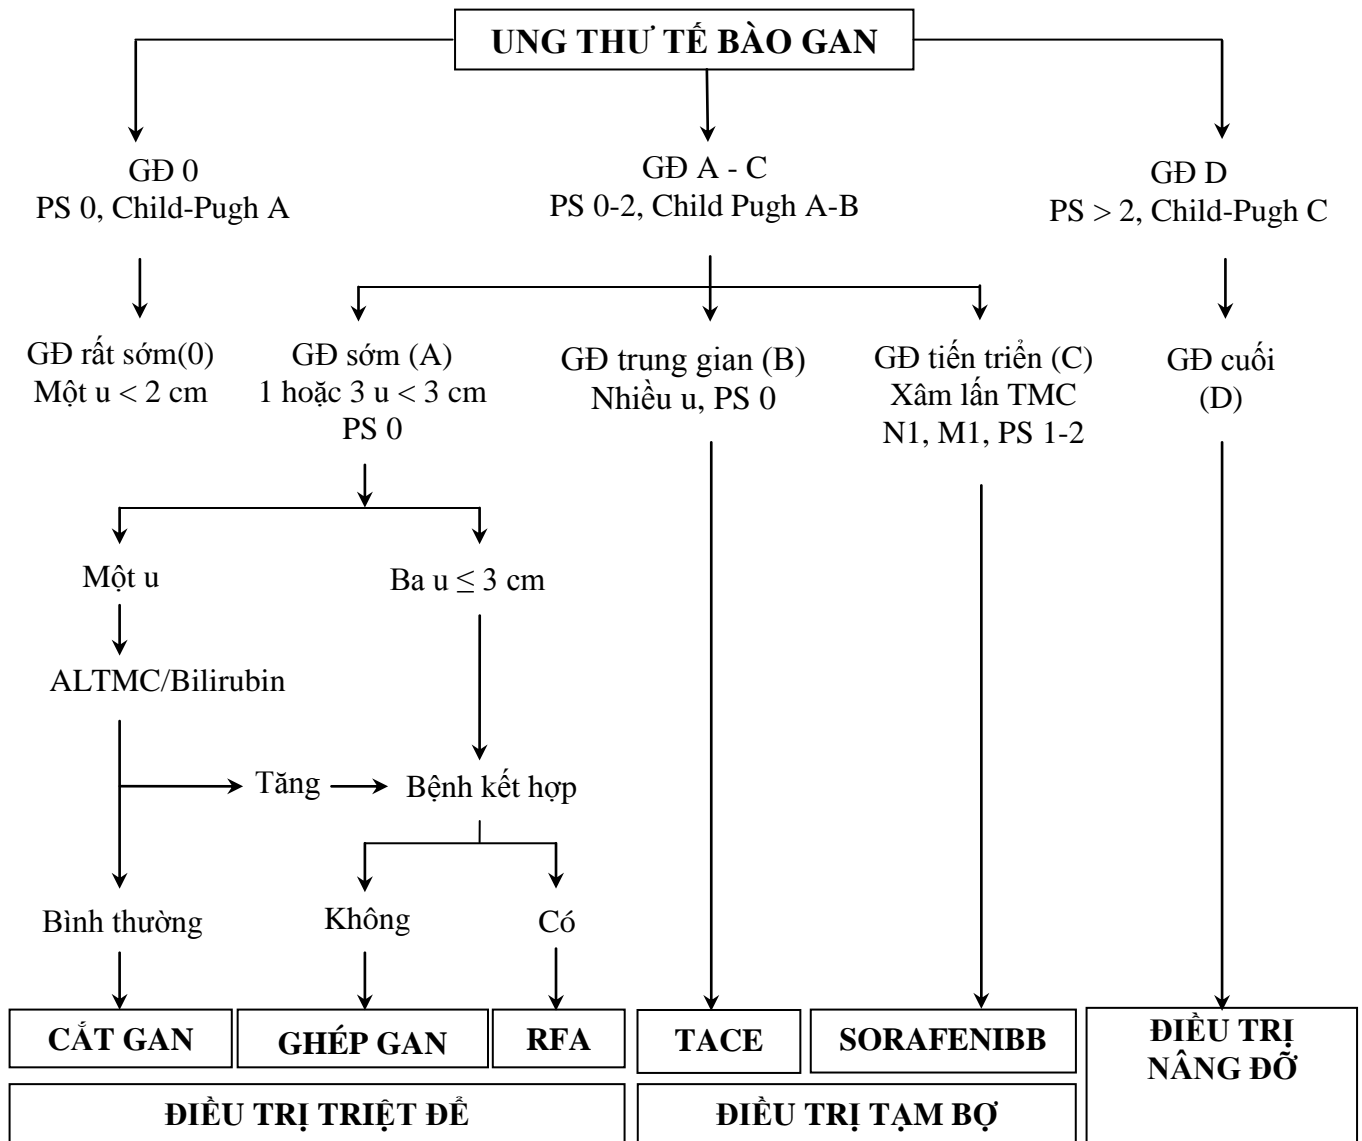 UNG THƯ TẾ BÀO GAN
GĐ 0
PS 0, Child-Pugh A
GĐ A - C
PS 0-2, Child Pugh A-B
GĐ D
PS > 2, Child-Pugh C
GĐ rất sớm(0)
Một u < 2 cm
GĐ sớm (A)
1 hoặc 3 u < 3 cm
PS 0
GĐ trung gian (B)
Nhiều u, PS 0
GĐ tiến triển (C)
Xâm lấn TMC
N1, M1, PS 1-2
GĐ cuối
(D)
Một u
Ba u ≤ 3 cm
ALTMC/Bilirubin
Tăng
Bệnh kết hợp
Bình thường
Không
Có
CẮT GAN
GHÉP GAN
RFA
TACE
SORAFENIBB
ĐIỀU TRỊ
NÂNG ĐỠ
ĐIỀU TRỊ TRIỆT ĐỂ
ĐIỀU TRỊ TẠM BỢ